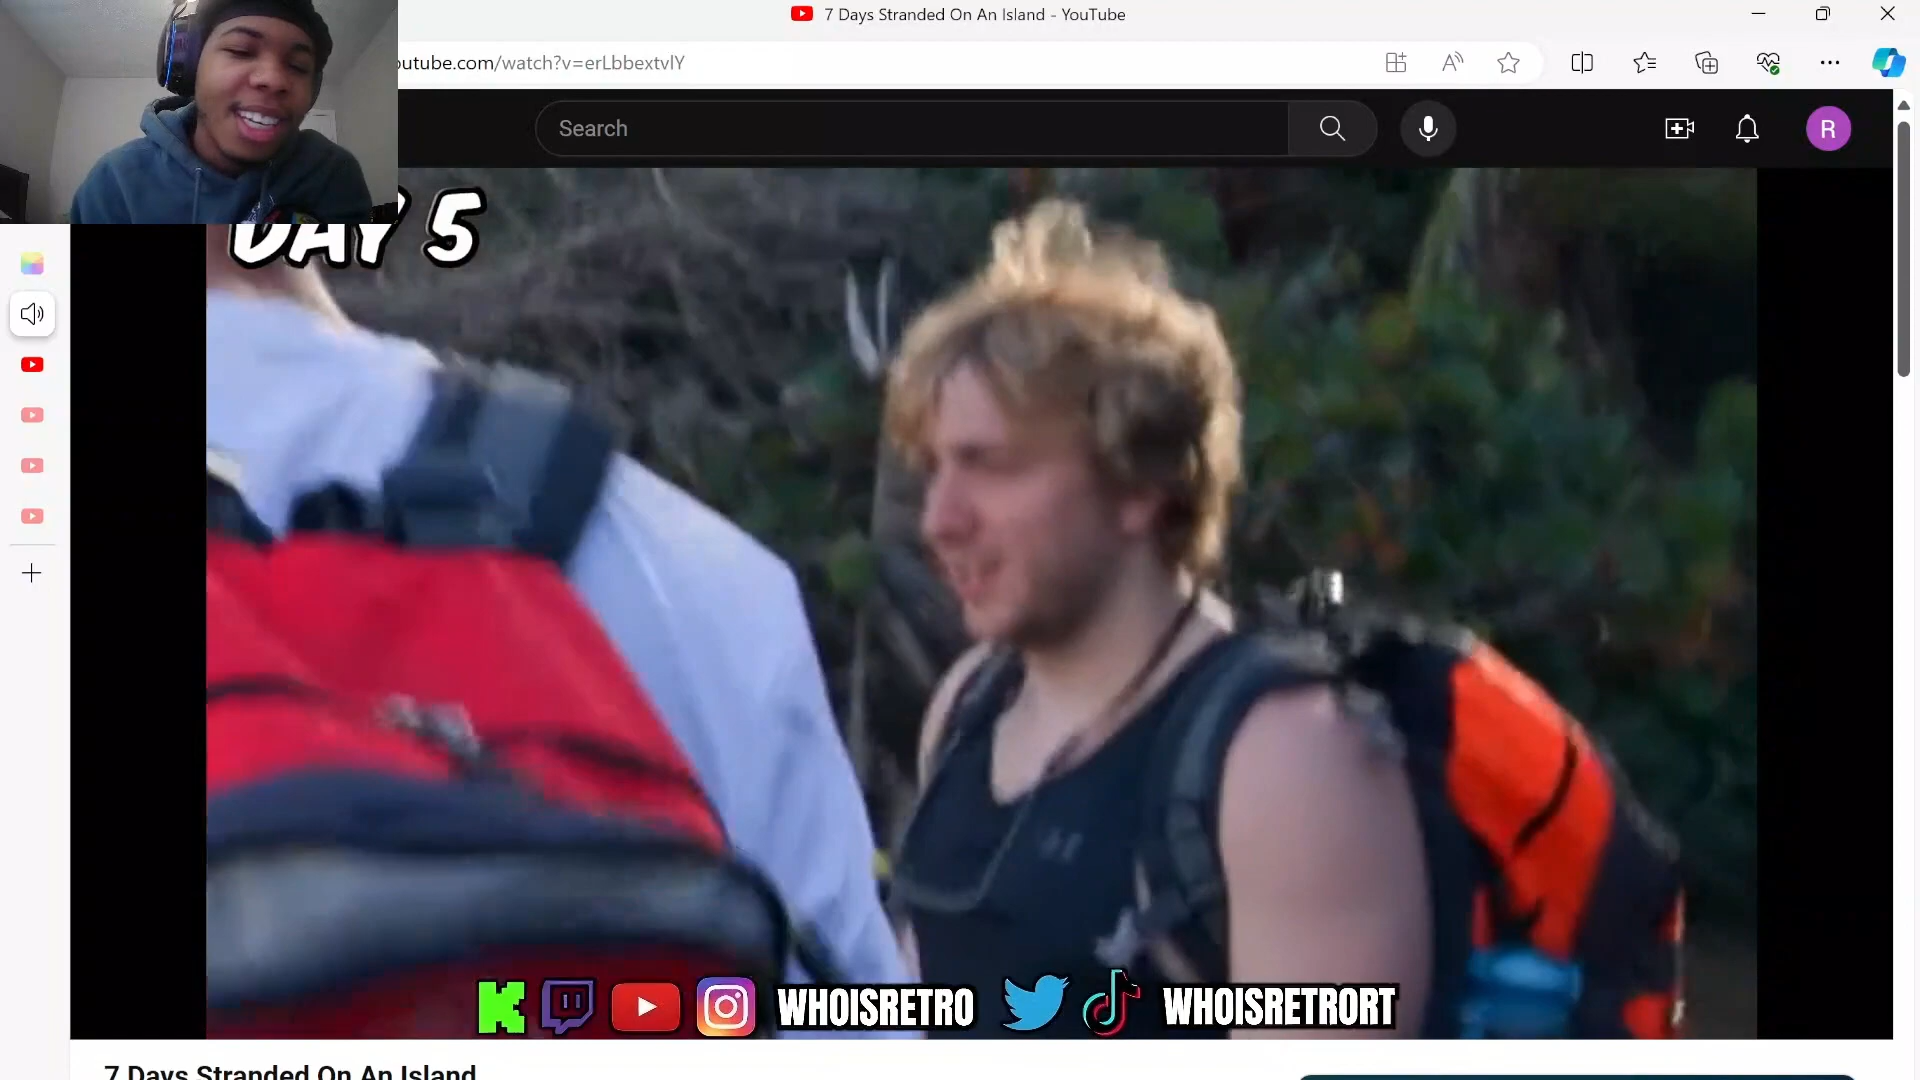 7 Days Stranded On An Island - YouTube
outube.com/watch?v=erLbbextvlY
Search
R
DAY 5
WHOISRETRO
WHOISRETRORT
7 Days Stranded On An Island